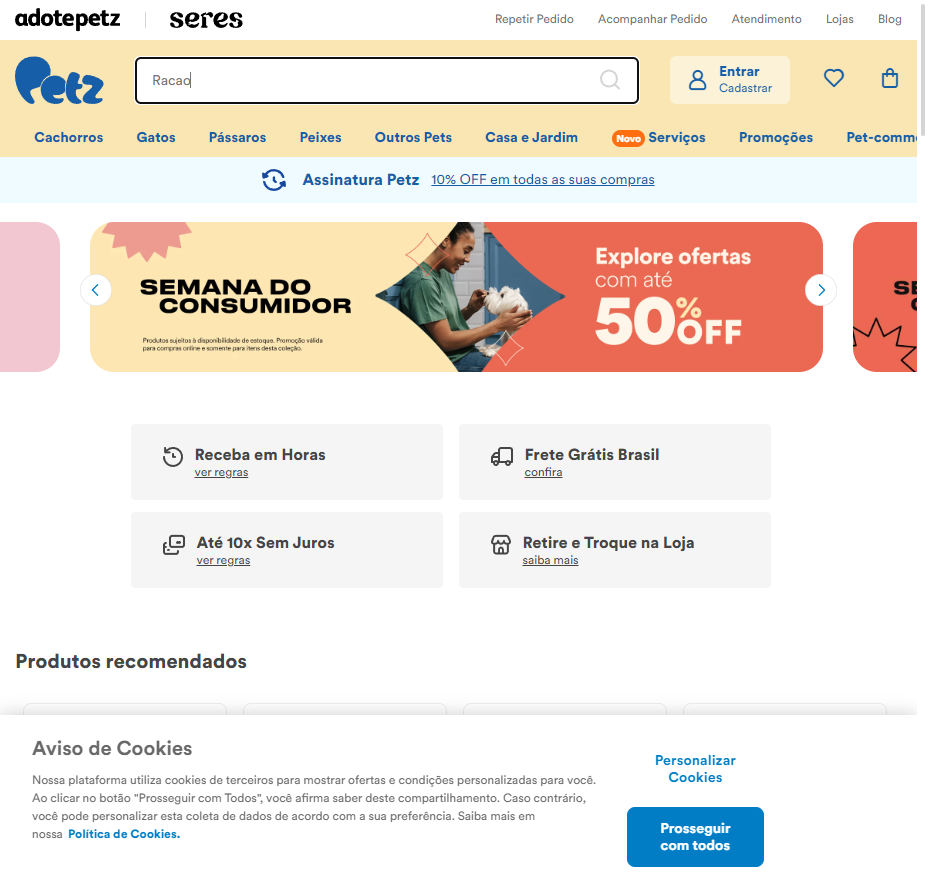 adotepetz
seres
Repetir Pedido
Acompanhar Pedido
Atendimento
Lojas
Blog
Petz
Racao
Entrar
Cadastrar
Cachorros
Gatos
Pássaros
Peixes
Outros Pets
Casa e Jardim
Novo Serviços
Promoções
Pet-comm
Assinatura Petz
10% OFF em todas as suas compras
SEMANA DO
CONSUMIDOR
Produtos sujeitos à disponibilidade de estoque. Promoção válida
para compras online e somente para itens desta coleção.
Explore ofertas
com até
50% OFF
Receba em Horas
ver regras
Frete Grátis Brasil
confira
Até 10x Sem Juros
ver regras
Retire e Troque na Loja
saiba mais
Produtos recomendados
Aviso de Cookies
Nossa plataforma utiliza cookies de terceiros para mostrar ofertas e condições personalizadas para você.
Ao clicar no botão "Prosseguir com Todos", você afirma saber deste compartilhamento. Caso contrário,
você pode personalizar esta coleta de dados de acordo com a sua preferência. Saiba mais em
nossa Política de Cookies.
Personalizar
Cookies
Prosseguir
com todos